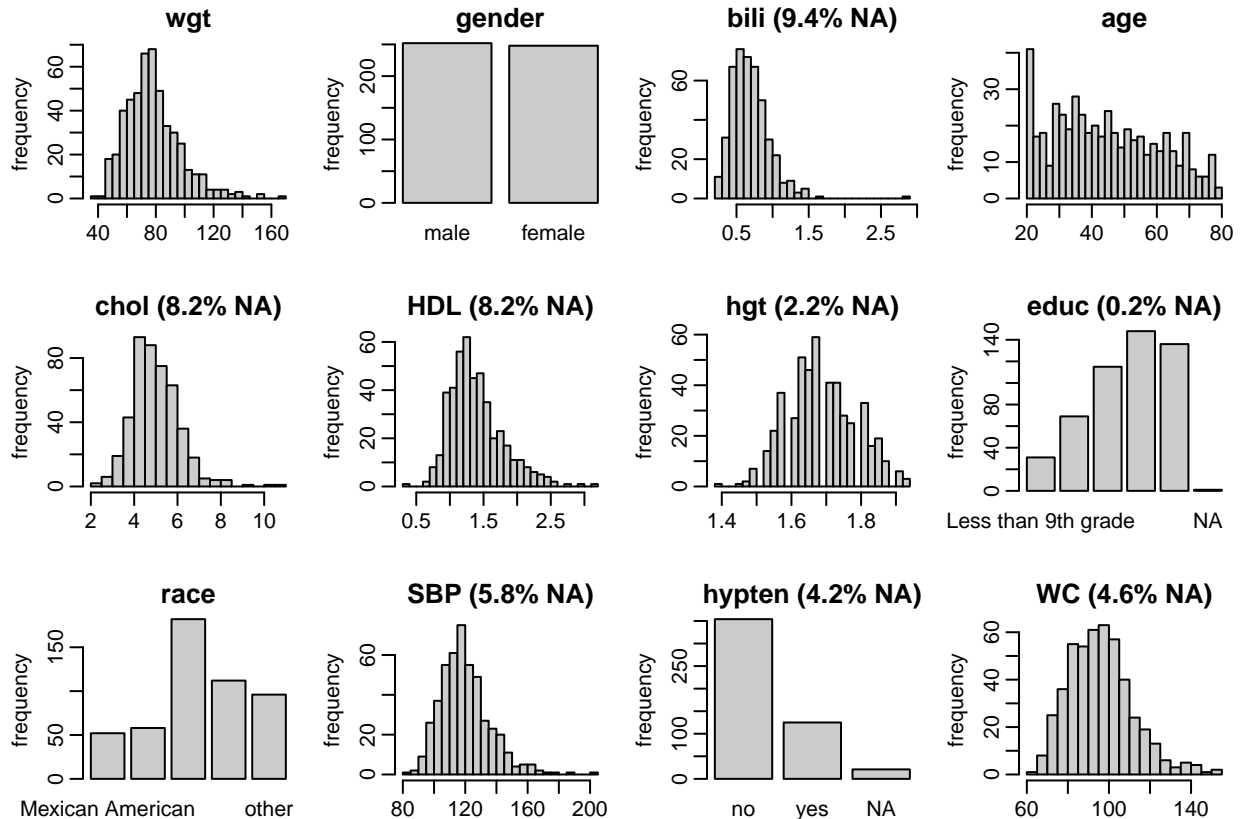 wgt
frequency
0 20 40 60
40 80 120 160
gender
frequency
0 100 200
male female
bili (9.4% NA)
frequency
0 20 60
0.5 1.5 2.5
age
frequency
0 10 30
20 30 40 50 60 70 80
chol (8.2% NA)
frequency
0 40 80
2 4 6 8 10
HDL (8.2% NA)
frequency
0 20 40 60
0.5 1.5 2.5
hgt (2.2% NA)
frequency
0 20 40 60
1.4 1.6 1.8
educ (0.2% NA)
frequency
0 40 80 140
Less than 9th grade NA
race
frequency
0 50 150
Mexican American other
SBP (5.8% NA)
frequency
0 20 60
80 120 160 200
hypten (4.2% NA)
frequency
0 100 250
no yes NA
WC (4.6% NA)
frequency
0 20 40 60
60 100 140